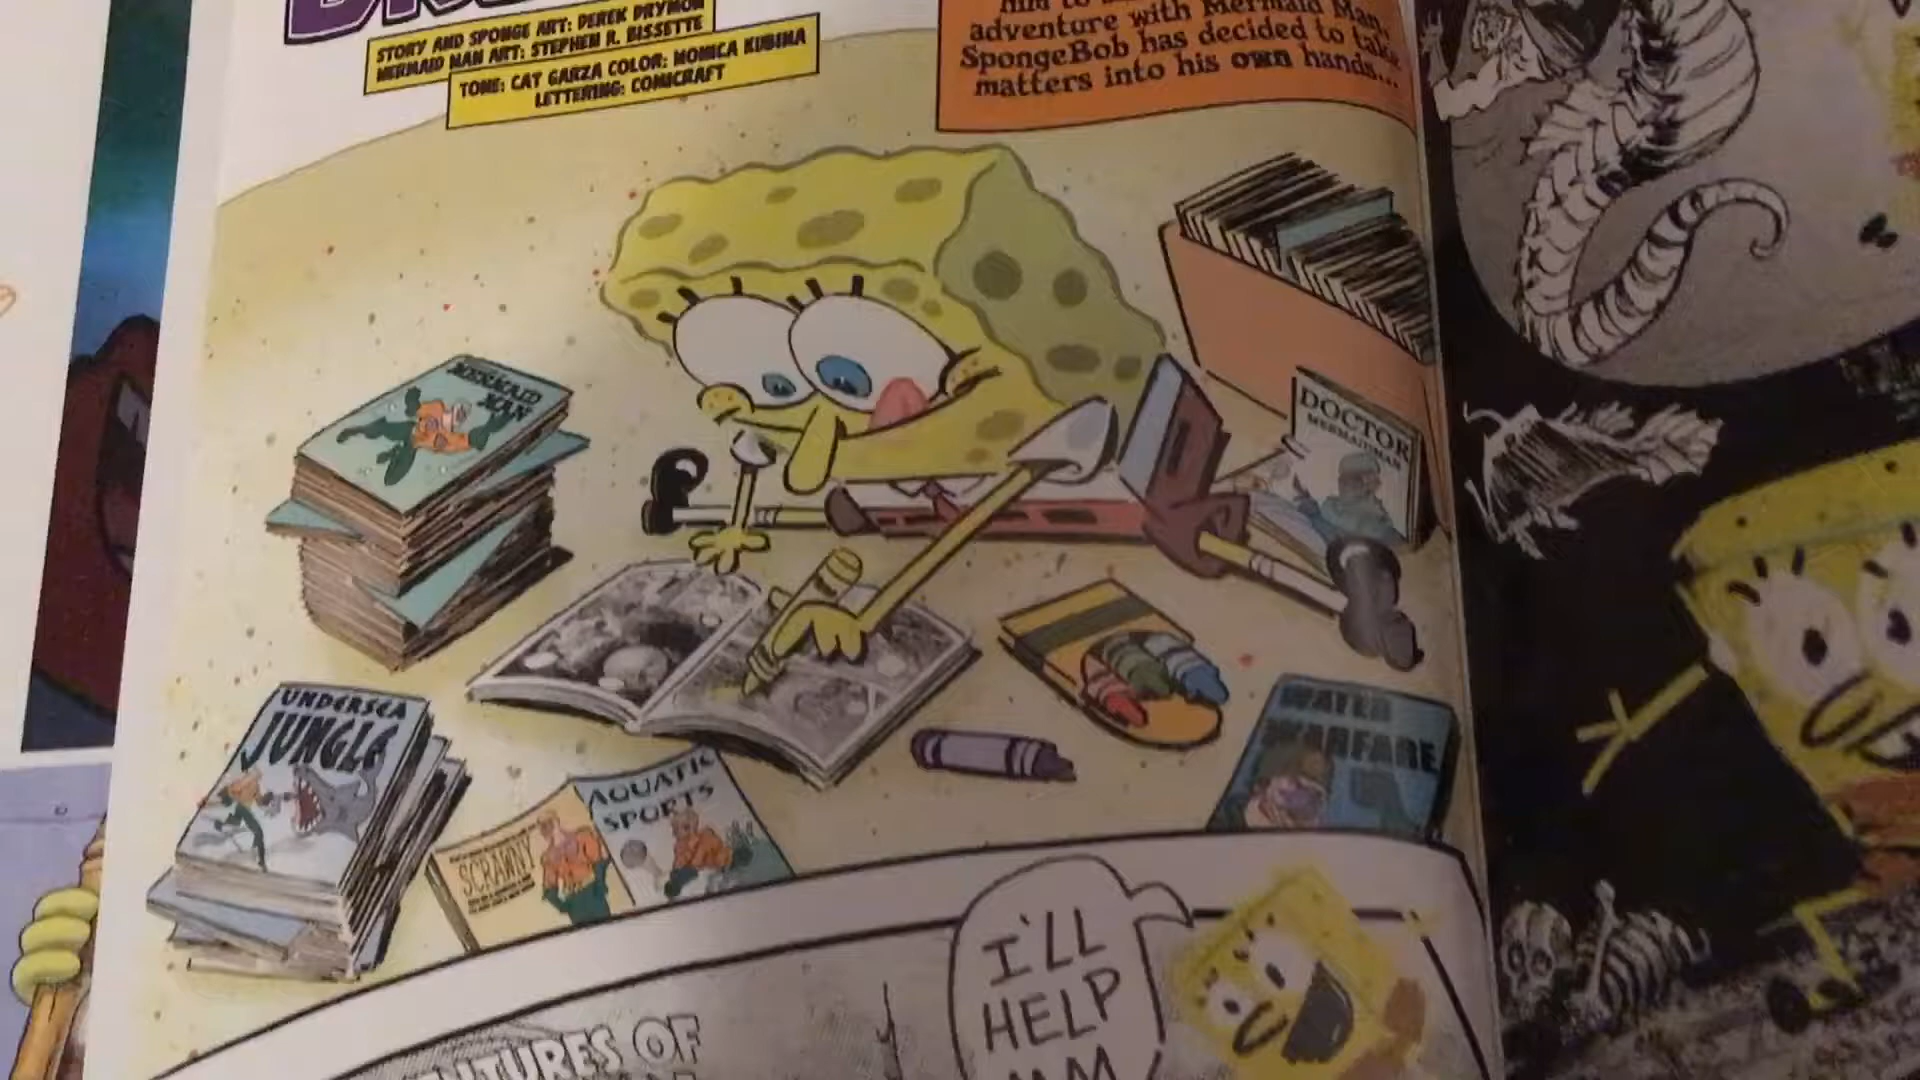 STORY AND SPONGE ART: DEREK DRYMON
MERMAID MAN ART: STEPHEN R. BISSETTE
TONE: CAT GARZA COLOR: MONICA KUBINA
LETTERING: COMICRAFT
adventure with Mermaid Man,
SpongeBob has decided to take
matters into his own hands...
MERMAID
MAN
DOCTOR
MERMAIDMAN
UNDERSEA
JUNGLE
SCRAWNY
AQUATIC
SPORTS
WATER
WARFARE
I'LL
HELP
MM
OF